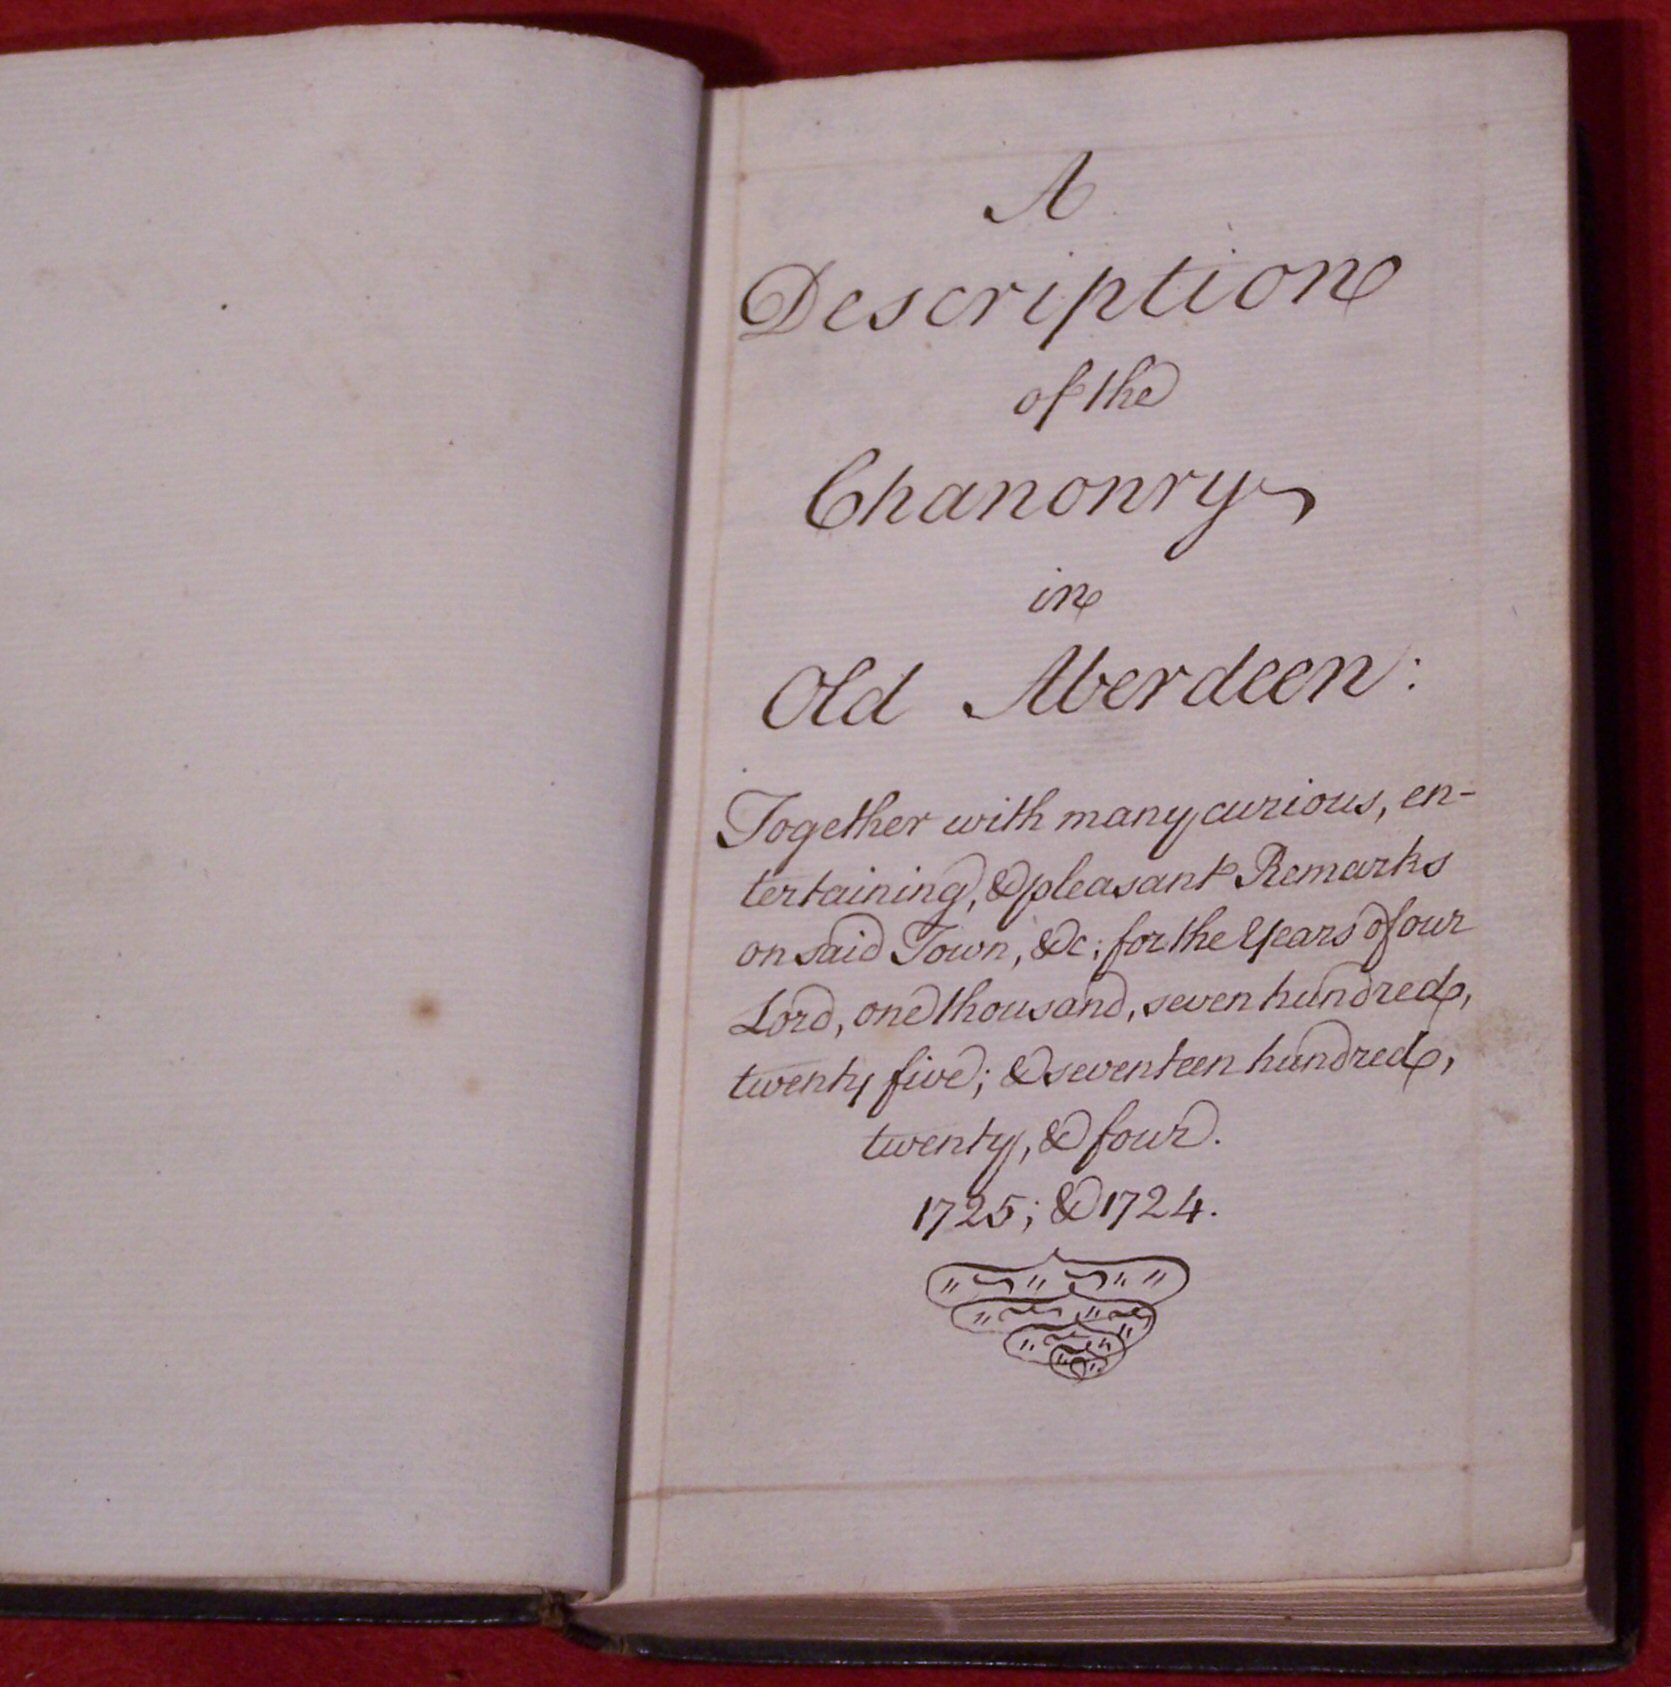 A
Description
of the
Chanonry
in
Old Aberdeen:
Together with many curious, en-
tertaining, & pleasant Remarks
on said Town, &c; for the Years of our
Lord, one thousand, seven hundred,
twenty five; & seventeen hundred,
twenty, & four.
1725; & 1724.